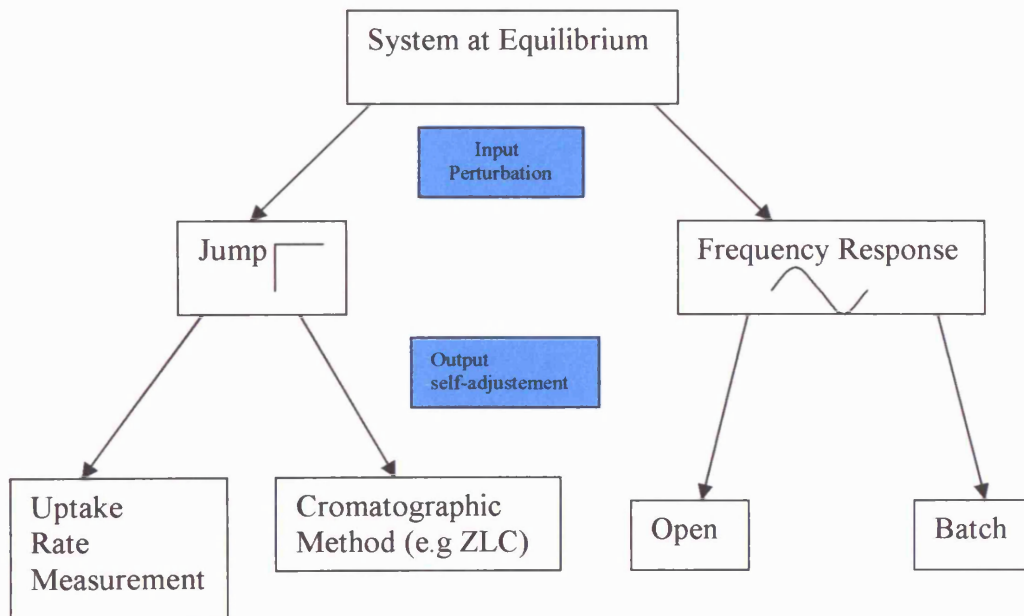 System at Equilibrium
Input
Perturbation
Jump
Frequency Response
Output
self-adjustement
Uptake
Rate
Measurement
Cromatographic
Method (e.g ZLC)
Open
Batch